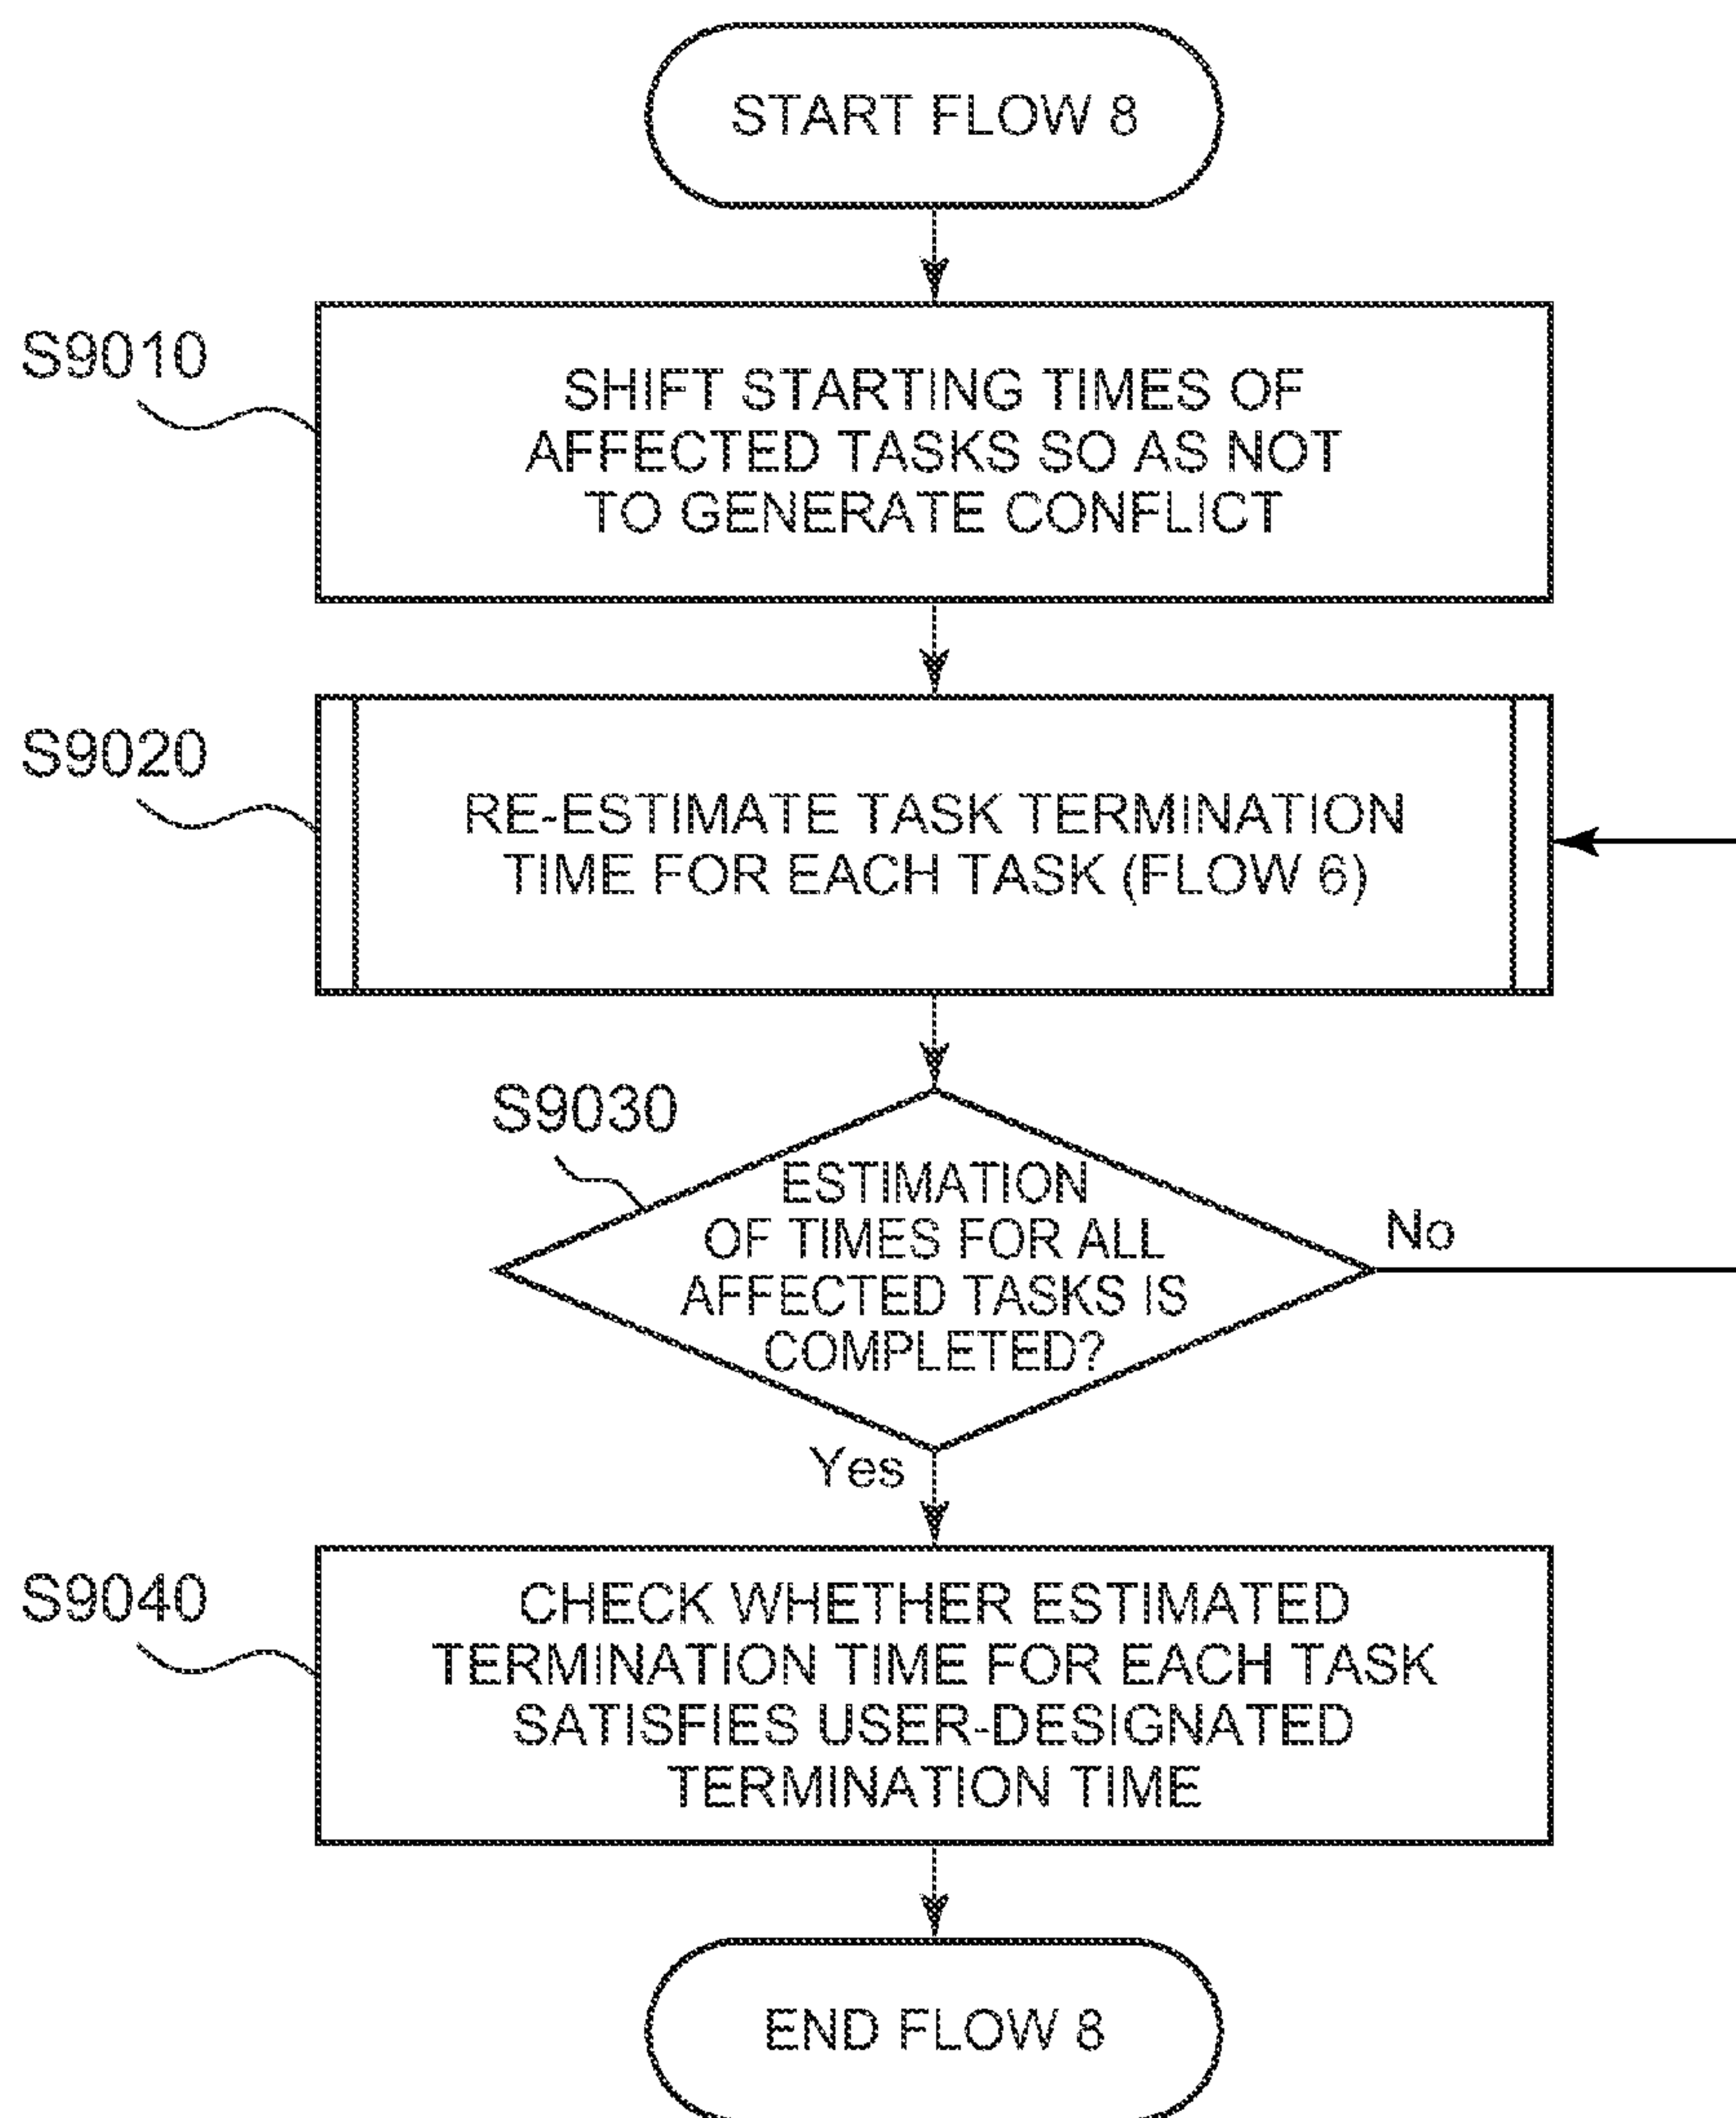 START FLOW 8
S9010
SHIFT STARTING TIMES OF
AFFECTED TASKS SO AS NOT
TO GENERATE CONFLICT
S9020
RE-ESTIMATE TASK TERMINATION
TIME FOR EACH TASK (FLOW 6)
S9030
ESTIMATION
OF TIMES FOR ALL
AFFECTED TASKS IS
COMPLETED?
No
Yes
S9040
CHECK WHETHER ESTIMATED
TERMINATION TIME FOR EACH TASK
SATISFIES USER-DESIGNATED
TERMINATION TIME
END FLOW 8